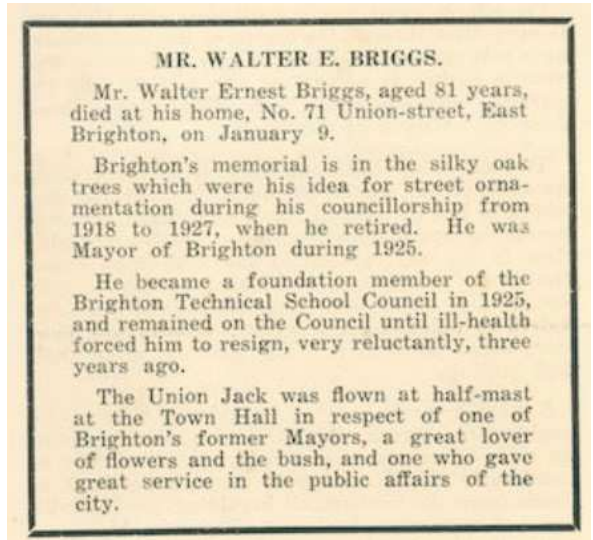 MR. WALTER E. BRIGGS.
Mr. Walter Ernest Briggs, aged 81 years,
died at his home, No. 71 Union-street, East
Brighton, on January 9.
Brighton's memorial is in the silky oak
trees which were his idea for street orna-
mentation during his councillorship from
1918 to 1927, when he retired. He was
Mayor of Brighton during 1925.
He became a foundation member of the
Brighton Technical School Council in 1925,
and remained on the Council until ill-health
forced him to resign, very reluctantly, three
years ago.
The Union Jack was flown at half-mast
at the Town Hall in respect of one of
Brighton's former Mayors, a great lover
of flowers and the bush, and one who gave
great service in the public affairs of the
city.